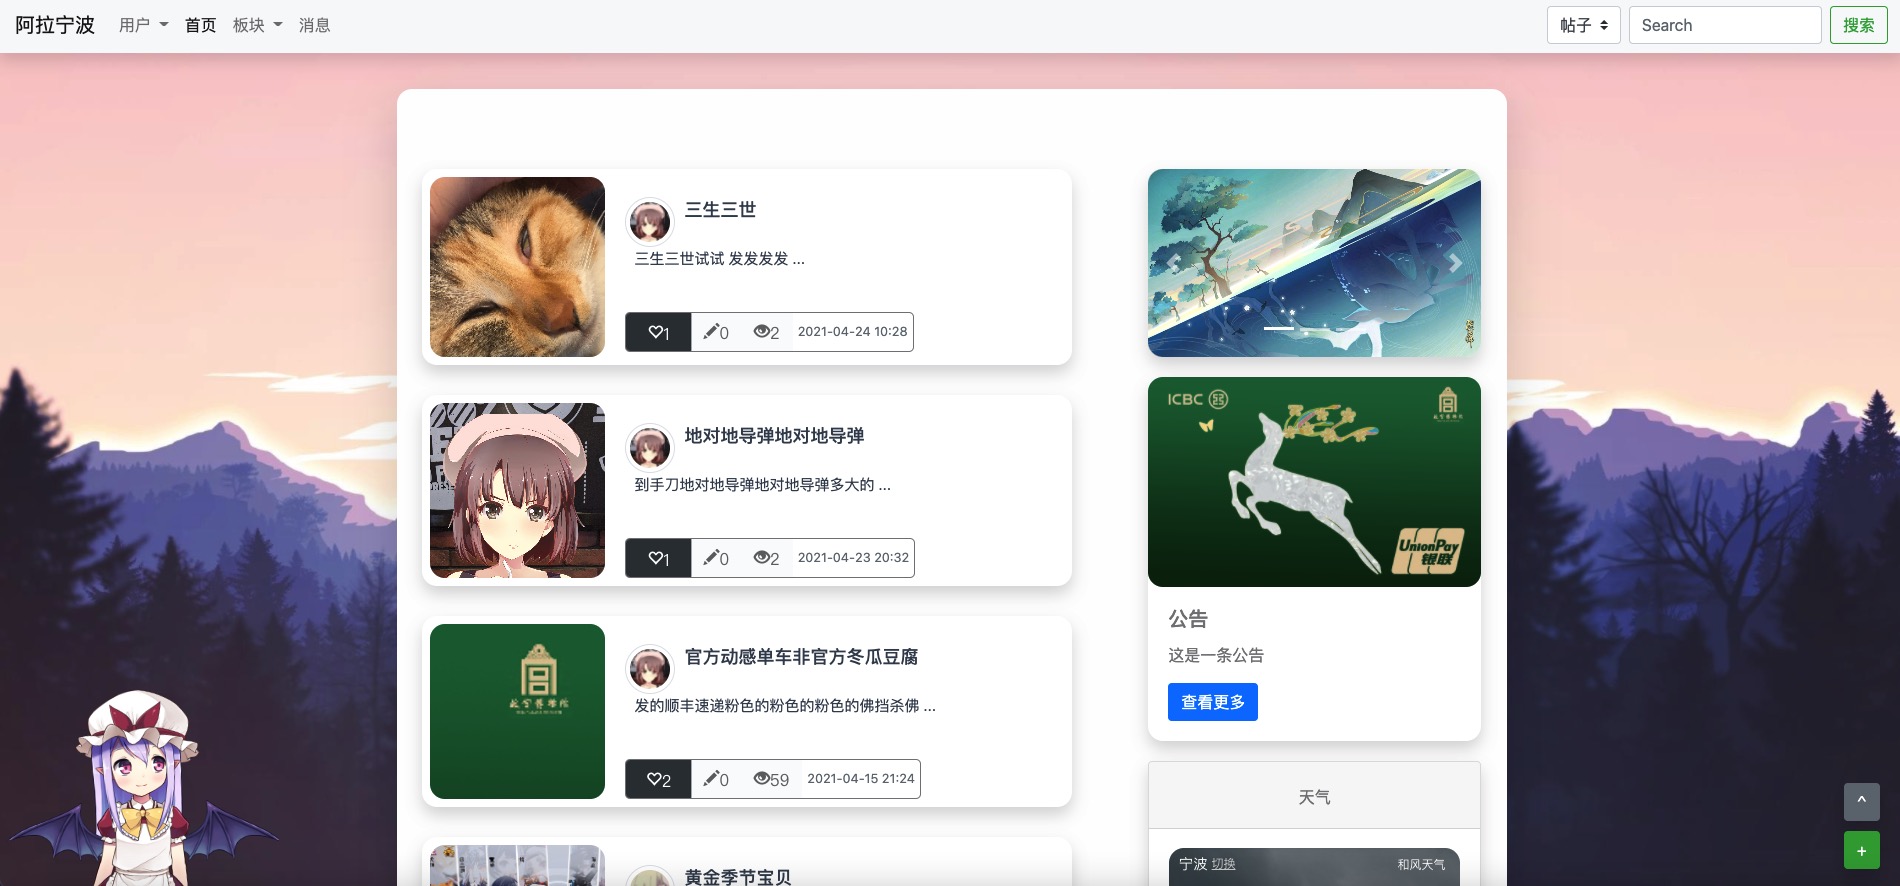 阿拉宁波 用户 首页 板块 消息 帖子 Search 搜索
三生三世
三生三世试试 发发发发 ...
1 0 2 2021-04-24 10:28
地对地导弹地对地导弹
到手刀地对地导弹地对地导弹多大的 ...
1 0 2 2021-04-23 20:32
官方动感单车非官方冬瓜豆腐
发的顺丰速递粉色的粉色的粉色的佛挡杀佛 ...
2 0 59 2021-04-15 21:24
黄金季节宝贝
ICBC
UnionPay
银联
公告
这是一条公告
查看更多
天气
宁波 切换 和风天气
^
+